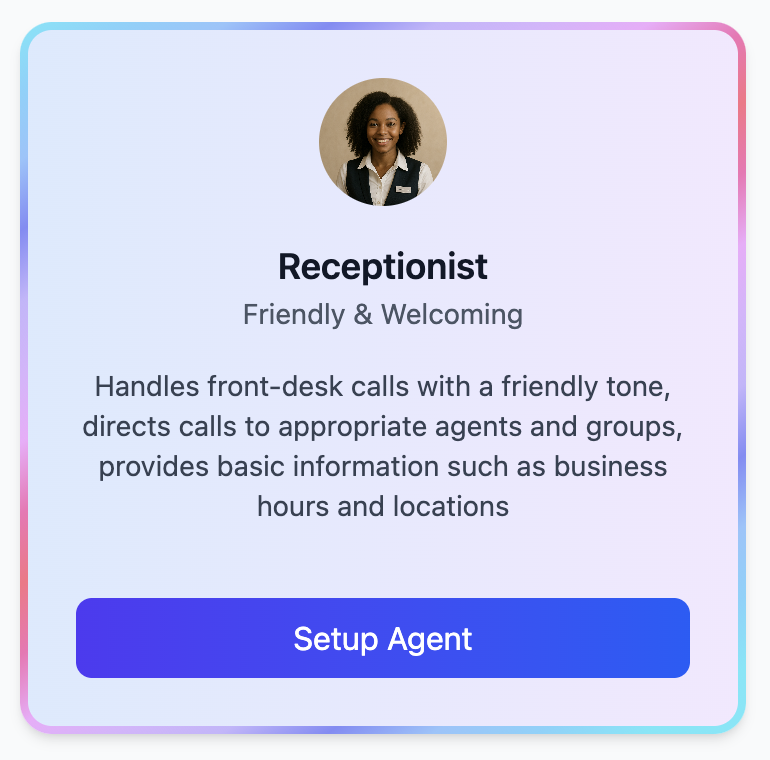 Receptionist
Friendly & Welcoming
Handles front-desk calls with a friendly tone,
directs calls to appropriate agents and groups,
provides basic information such as business
hours and locations
Setup Agent